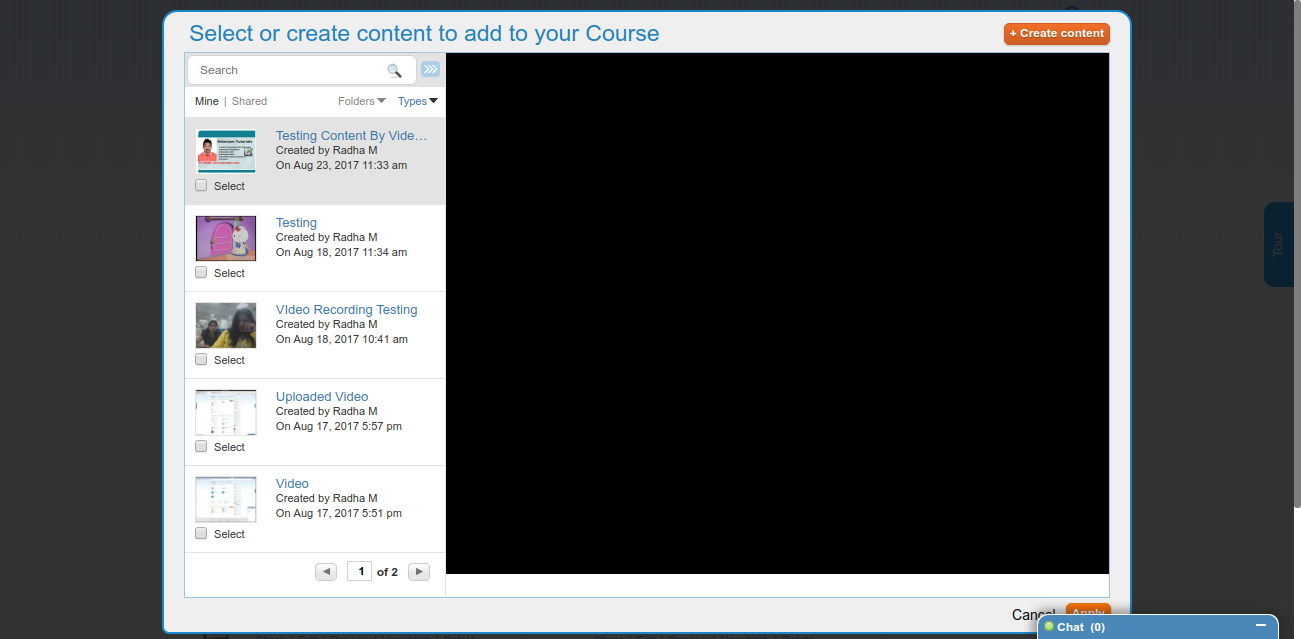 Select or create content to add to your Course
+ Create content
Search
Mine | Shared
Folders
Types
Testing Content By Vide…
Created by Radha M
On Aug 23, 2017 11:33 am
Select
Testing
Created by Radha M
On Aug 18, 2017 11:34 am
Select
VIdeo Recording Testing
Created by Radha M
On Aug 18, 2017 10:41 am
Select
Uploaded Video
Created by Radha M
On Aug 17, 2017 5:57 pm
Select
Video
Created by Radha M
On Aug 17, 2017 5:51 pm
Select
1 of 2
Tour
Cancel
Apply
Chat (0)